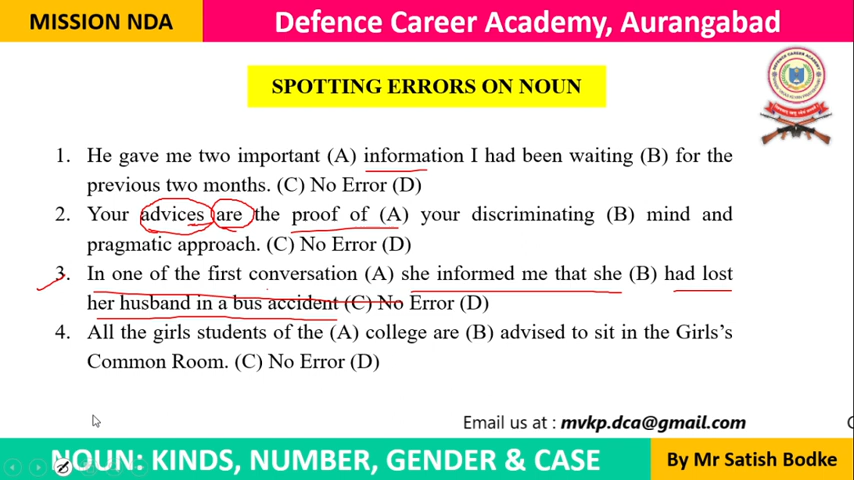 MISSION NDA
Defence Career Academy, Aurangabad
SPOTTING ERRORS ON NOUN
1. He gave me two important (A) information I had been waiting (B) for the
previous two months. (C) No Error (D)
2. Your advices are the proof of (A) your discriminating (B) mind and
pragmatic approach. (C) No Error (D)
3. In one of the first conversation (A) she informed me that she (B) had lost
her husband in a bus accident (C) No Error (D)
4. All the girls students of the (A) college are (B) advised to sit in the Girls's
Common Room. (C) No Error (D)
Email us at : mvkp.dca@gmail.com
NOUN: KINDS, NUMBER, GENDER & CASE
By Mr Satish Bodke